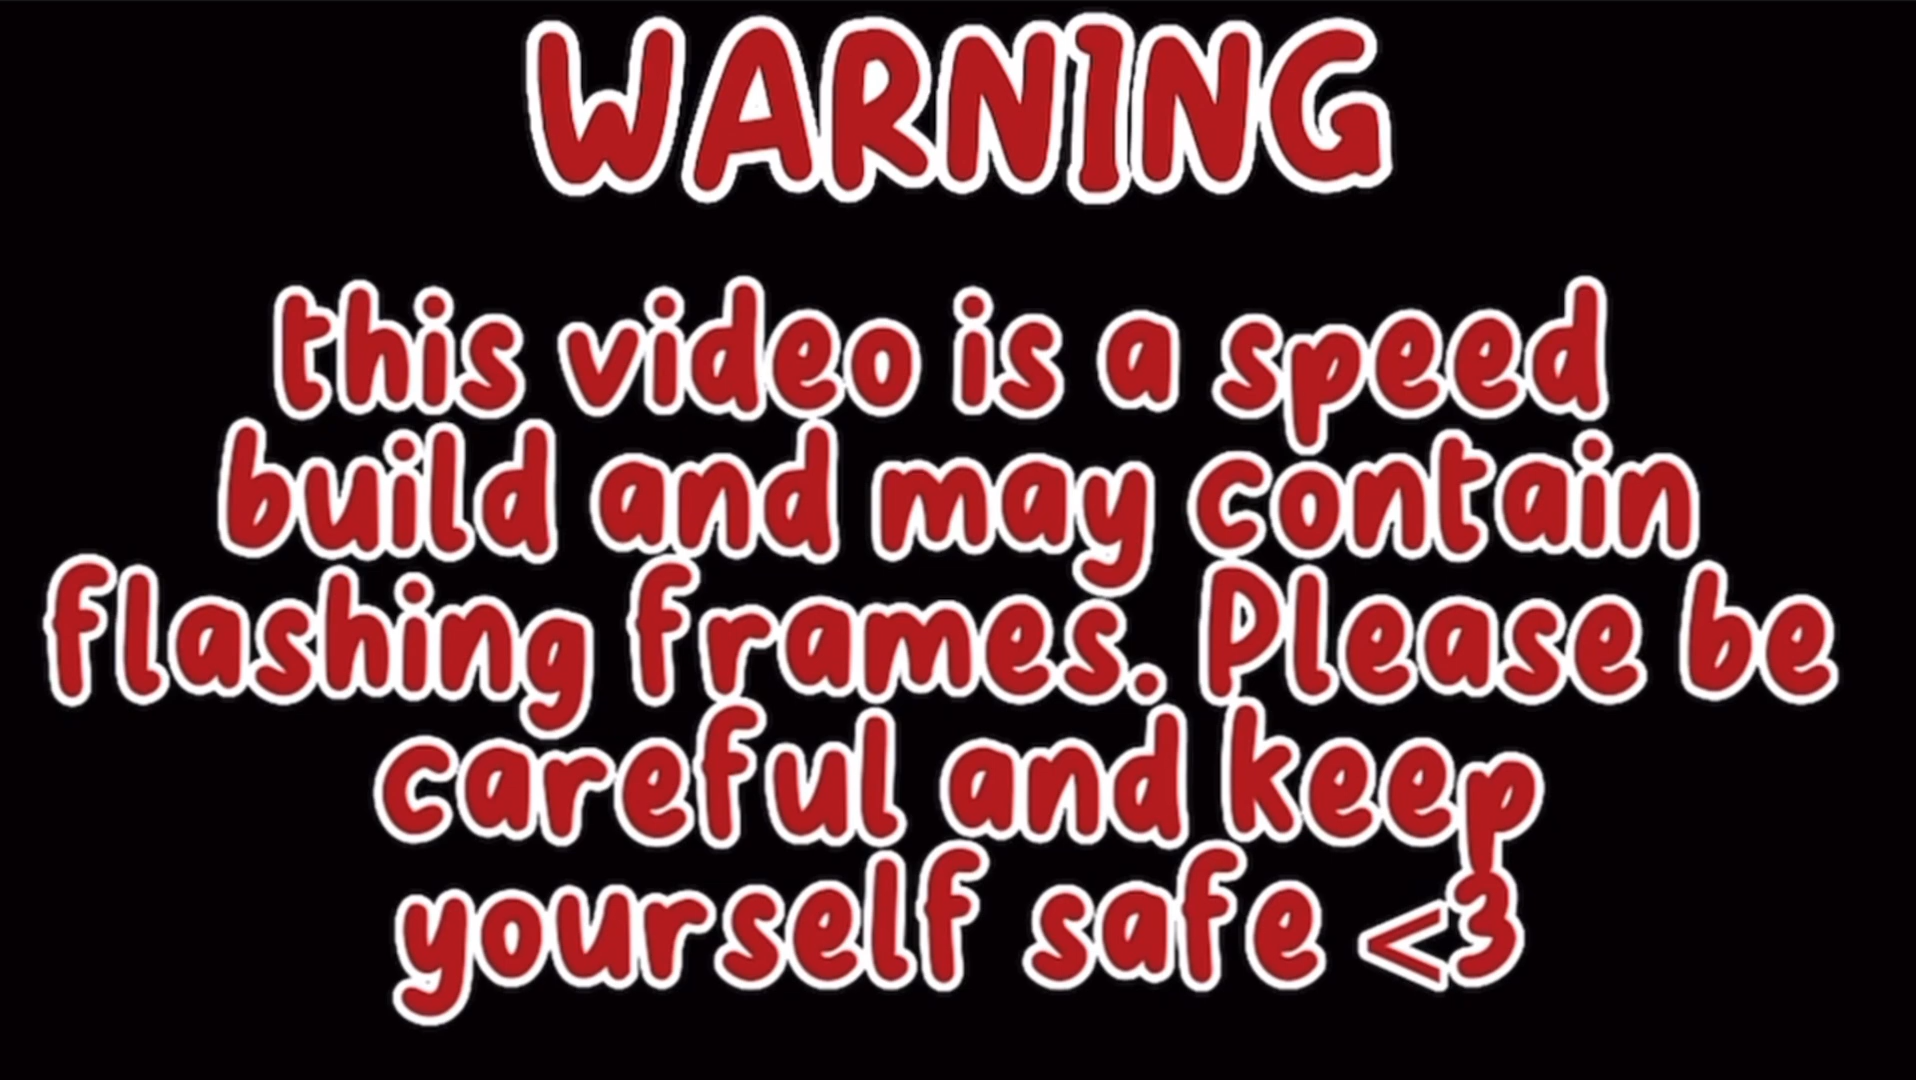 WARNING
this video is a speed
build and may contain
flashing frames. Please be
careful and keep
yourself safe <3